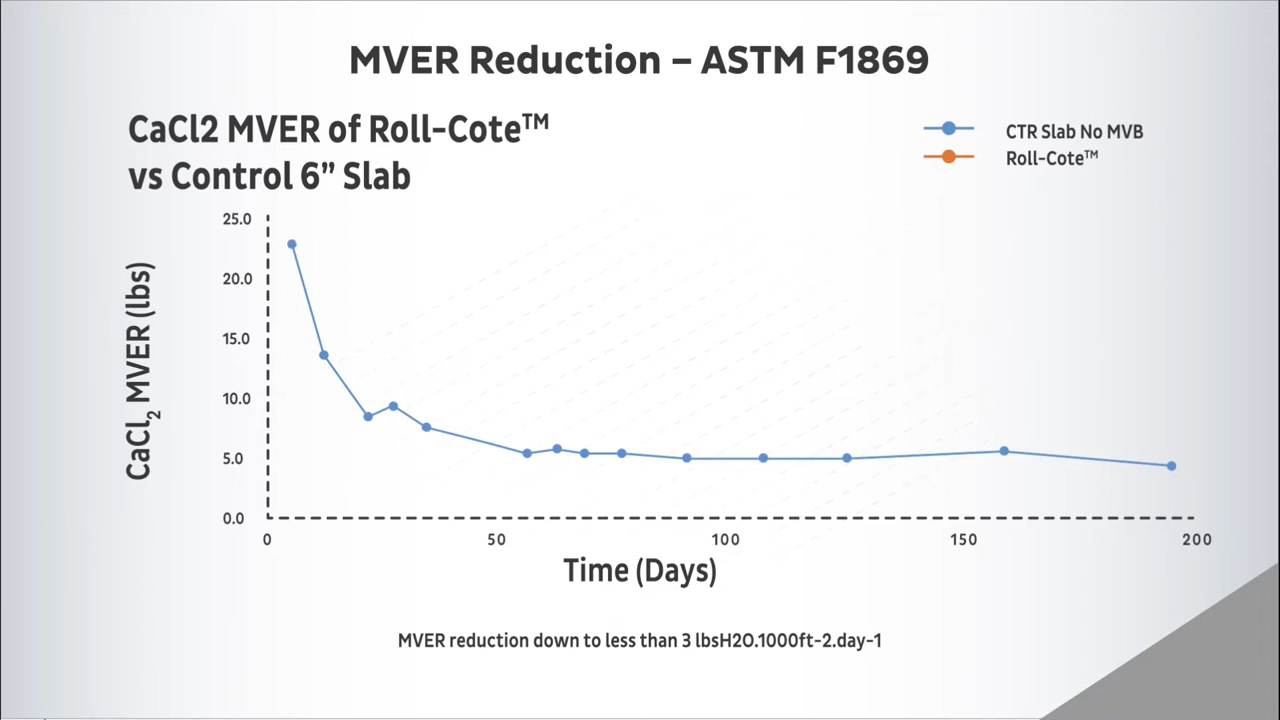 MVER Reduction – ASTM F1869
CaCl2 MVER of Roll-Cote™
vs Control 6” Slab
CTR Slab No MVB
Roll-Cote™
CaCl₂ MVER (lbs)
25.0
20.0
15.0
10.0
5.0
0.0
0 50 100 150 200
Time (Days)
MVER reduction down to less than 3 lbsH2O.1000ft-2.day-1